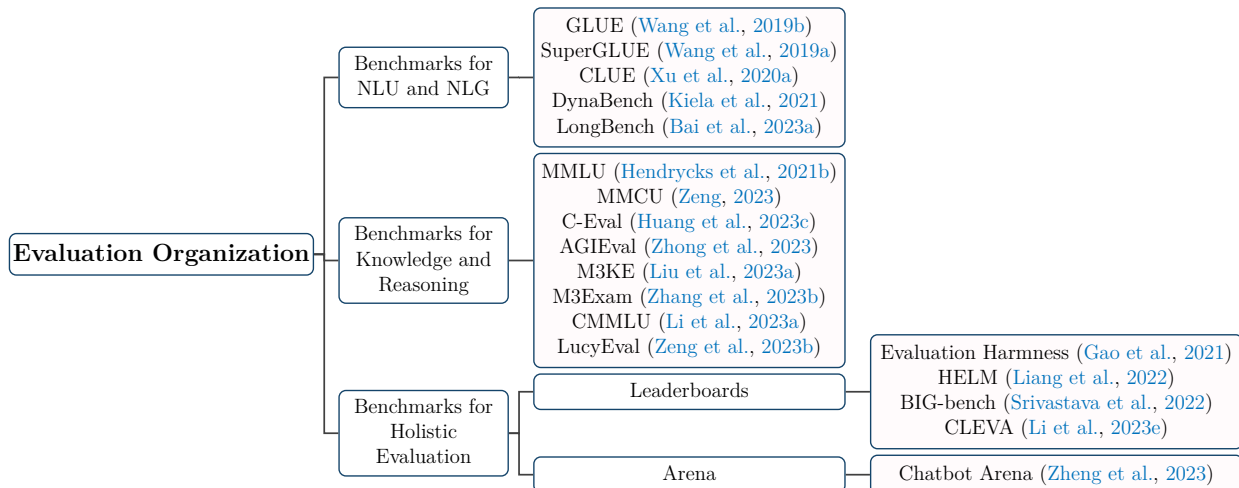 Evaluation Organization
Benchmarks for
NLU and NLG
GLUE (Wang et al., 2019b)
SuperGLUE (Wang et al., 2019a)
CLUE (Xu et al., 2020a)
DynaBench (Kiela et al., 2021)
LongBench (Bai et al., 2023a)
Benchmarks for
Knowledge and
Reasoning
MMLU (Hendrycks et al., 2021b)
MMCU (Zeng, 2023)
C-Eval (Huang et al., 2023c)
AGIEval (Zhong et al., 2023)
M3KE (Liu et al., 2023a)
M3Exam (Zhang et al., 2023b)
CMMLU (Li et al., 2023a)
LucyEval (Zeng et al., 2023b)
Benchmarks for
Holistic
Evaluation
Leaderboards
Evaluation Harmness (Gao et al., 2021)
HELM (Liang et al., 2022)
BIG-bench (Srivastava et al., 2022)
CLEVA (Li et al., 2023e)
Arena
Chatbot Arena (Zheng et al., 2023)